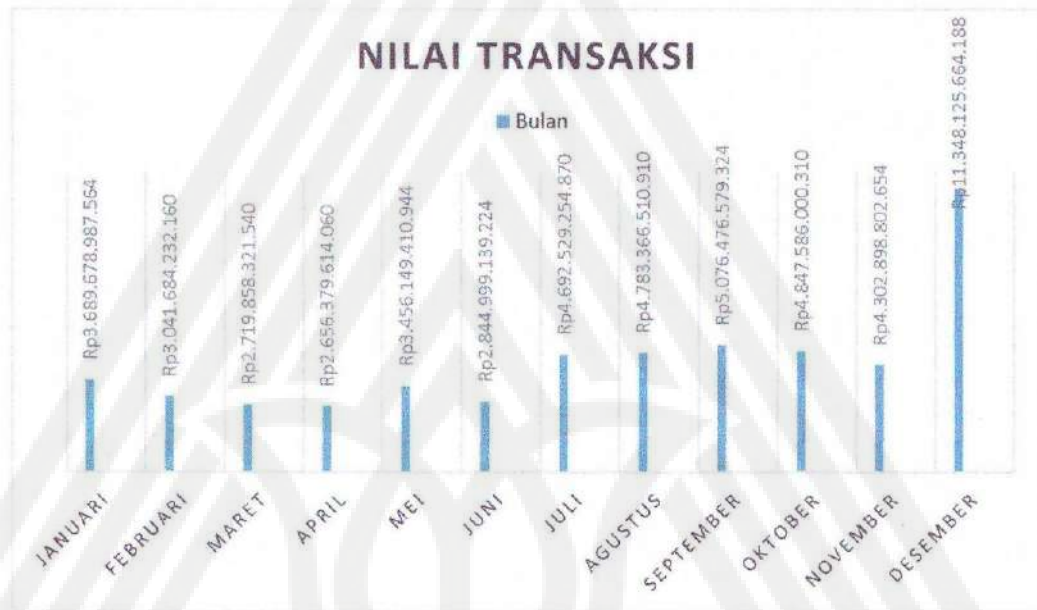 NILAI TRANSAKSI
Bulan
Rp3.689.678.987.564
Rp3.041.684.232.160
Rp2.719.858.321.540
Rp2.656.379.614.060
Rp3.456.149.410.944
Rp2.844.999.139.224
Rp4.692.529.254.870
Rp4.783.366.510.910
Rp5.076.476.579.324
Rp4.847.586.000.310
Rp4.302.898.802.654
Rp11.348.125.664.188
JANUARI
FEBRUARI
MARET
APRIL
MEI
JUNI
JULI
AGUSTUS
SEPTEMBER
OKTOBER
NOVEMBER
DESEMBER